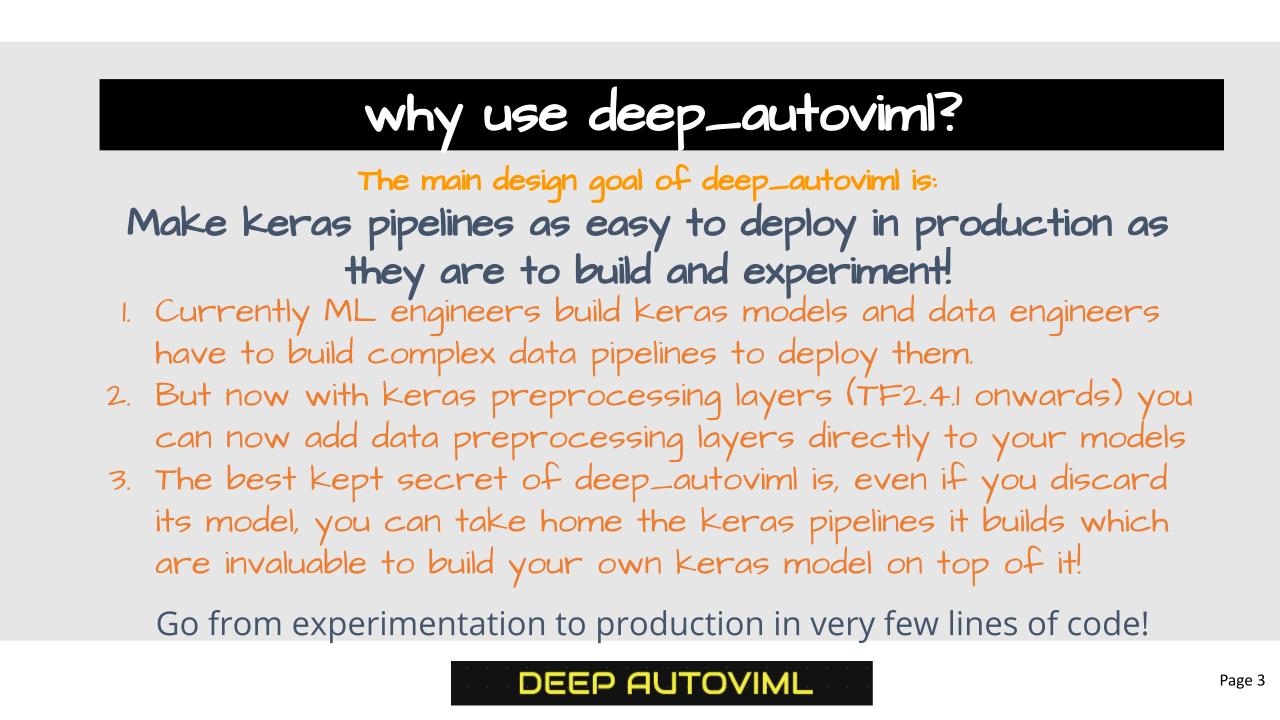 why use deep_autoviml?
The main design goal of deep_autoviml is:
Make keras pipelines as easy to deploy in production as
they are to build and experiment!
1. Currently ML engineers build keras models and data engineers
have to build complex data pipelines to deploy them.
2. But now with keras preprocessing layers (TF2.4.1 onwards) you
can now add data preprocessing layers directly to your models
3. The best kept secret of deep_autoviml is, even if you discard
its model, you can take home the keras pipelines it builds which
are invaluable to build your own keras model on top of it!
Go from experimentation to production in very few lines of code!
DEEP AUTOVIML
Page 3